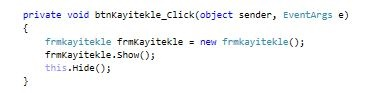 private void btnKayitekle_Click(object sender, EventArgs e)
{
frmkayitekle frmKayitekle = new frmkayitekle();
frmKayitekle.Show();
this.Hide();
}